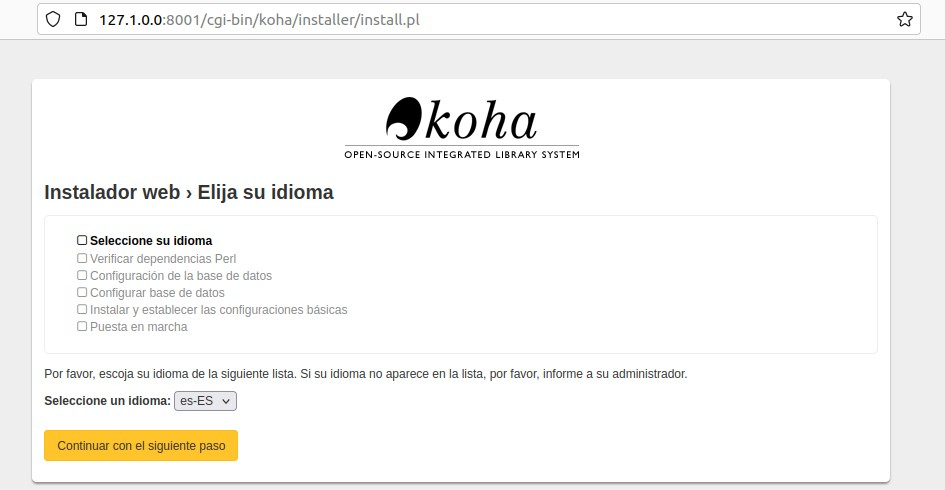 127.1.0.0:8001/cgi-bin/koha/installer/install.pl
koha
OPEN-SOURCE INTEGRATED LIBRARY SYSTEM
Instalador web › Elija su idioma
Seleccione su idioma
Verificar dependencias Perl
Configuración de la base de datos
Configurar base de datos
Instalar y establecer las configuraciones básicas
Puesta en marcha
Por favor, escoja su idioma de la siguiente lista. Si su idioma no aparece en la lista, por favor, informe a su administrador.
Seleccione un idioma: es-ES
Continuar con el siguiente paso